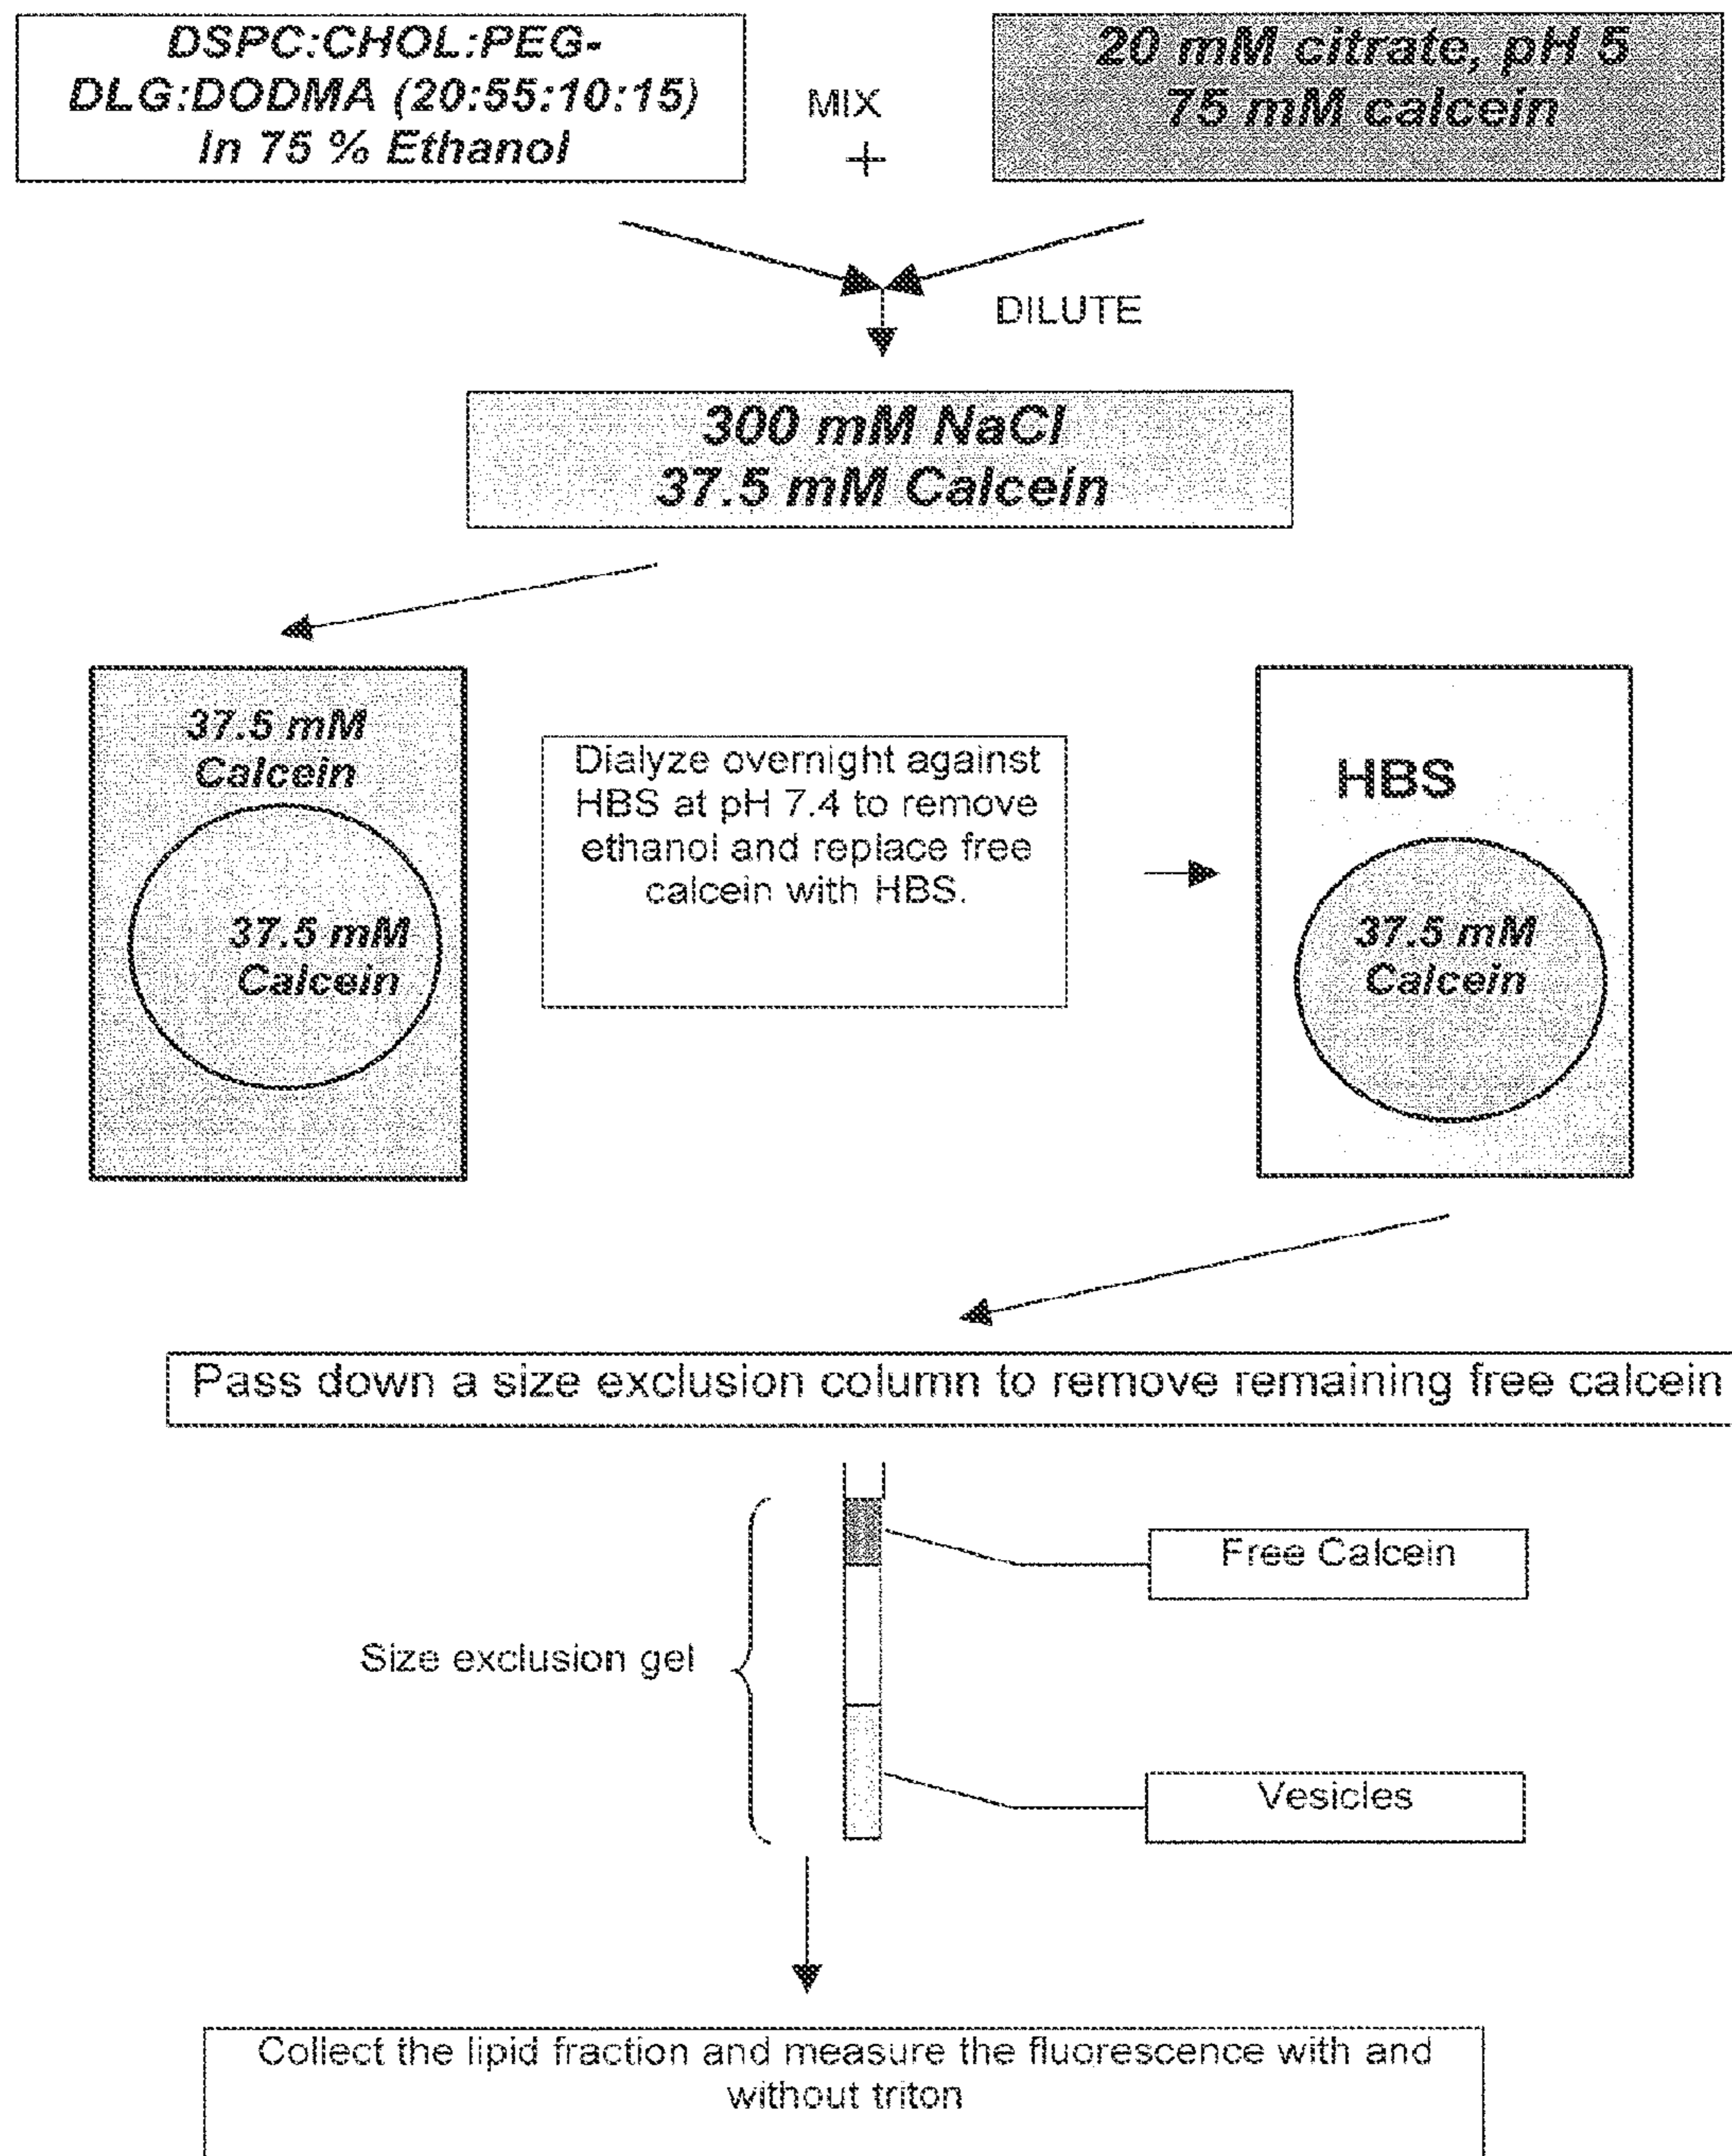 DSPC:CHOL:PEG-
DLG:DODMA (20:55:10:15)
In 75 % Ethanol
MIX
+
20 mM citrate, pH 5
75 mM calcein
DILUTE
300 mM NaCl
37.5 mM Calcein
37.5 mM
Calcein
37.5 mM
Calcein
Dialyze overnight against
HBS at pH 7.4 to remove
ethanol and replace free
calcein with HBS.
HBS
37.5 mM
Calcein
Pass down a size exclusion column to remove remaining free calcein
Free Calcein
Size exclusion gel
Vesicles
Collect the lipid fraction and measure the fluorescence with and
without triton